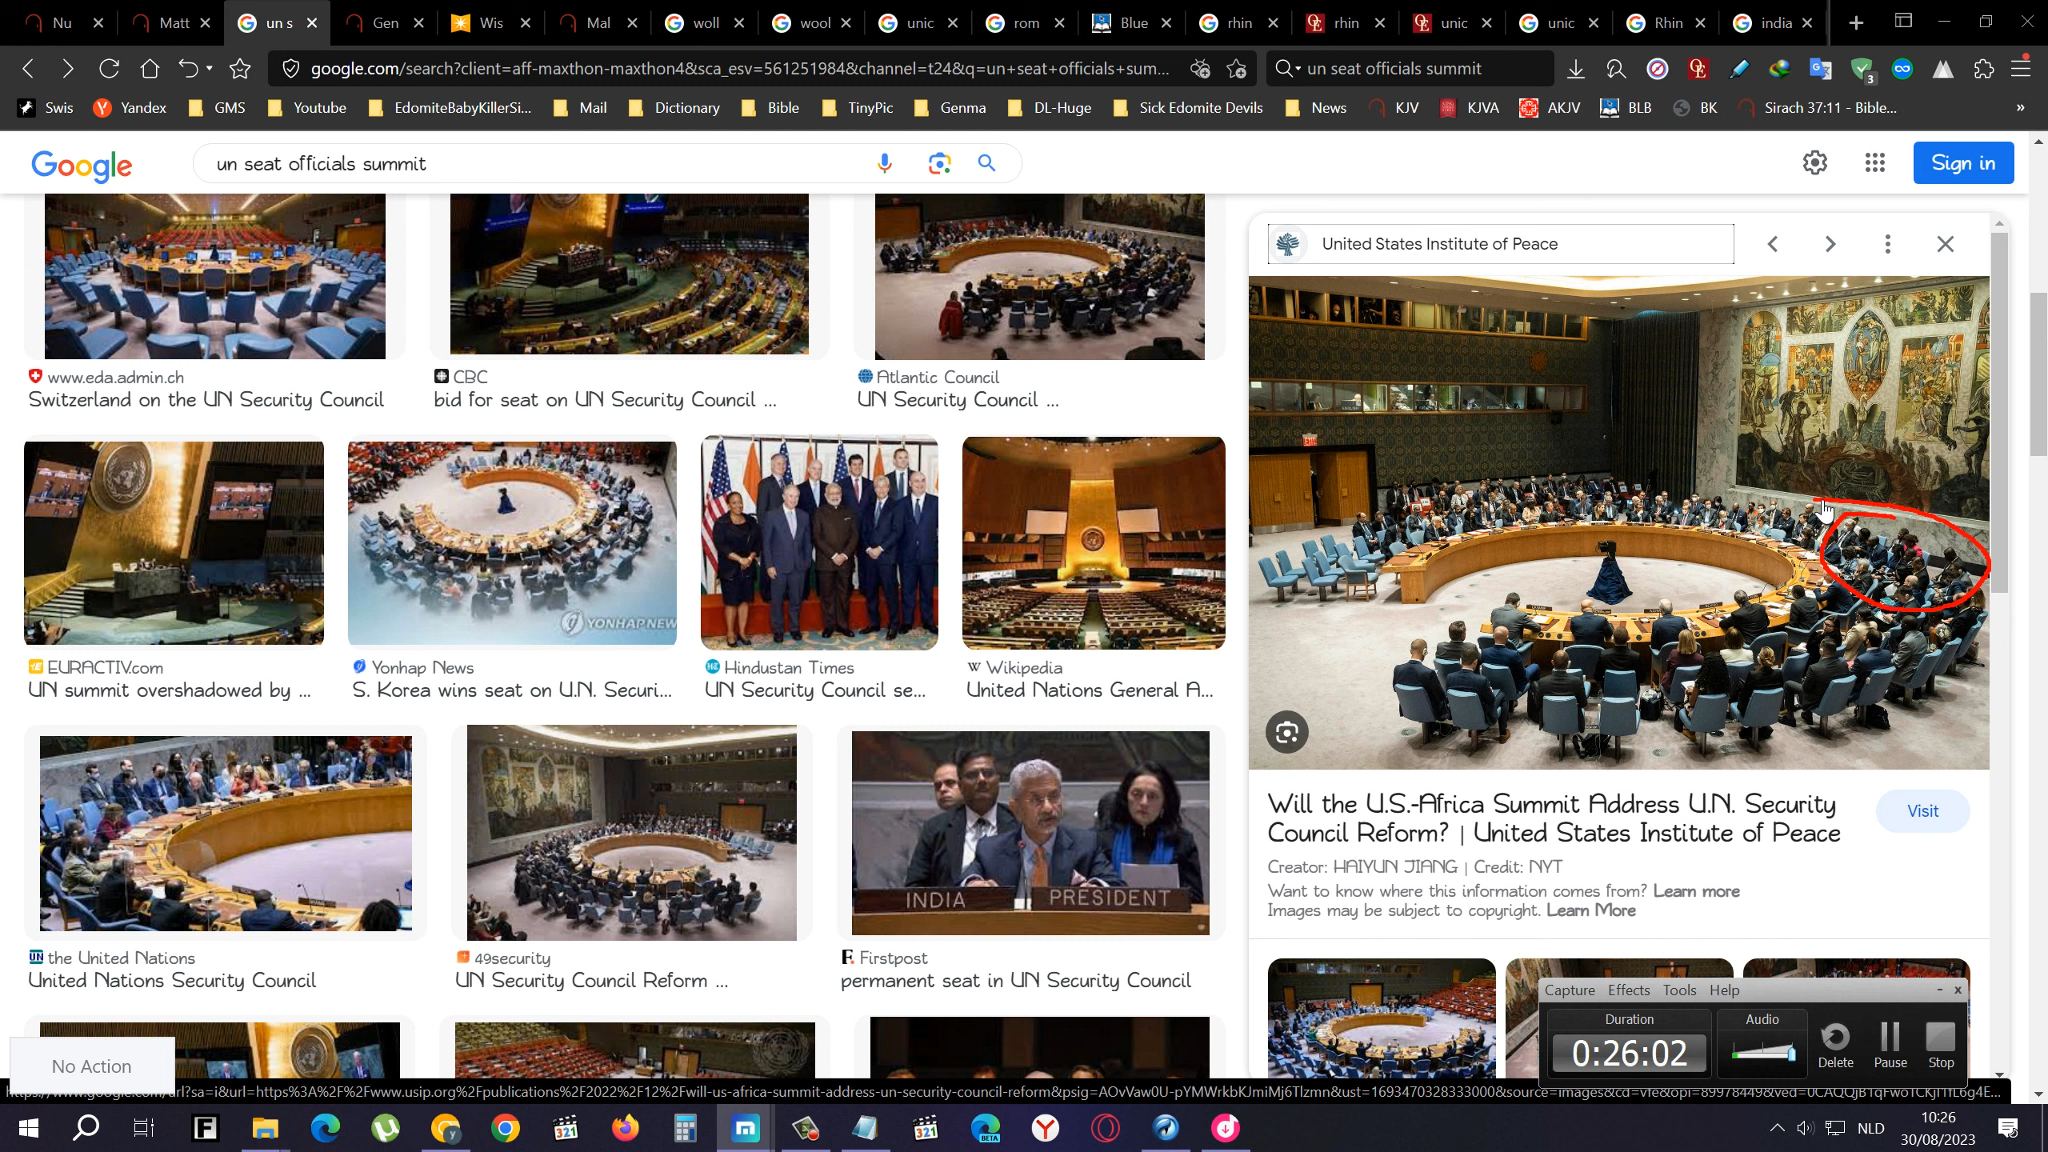 Nu
Matt
un s
Gen
Wis
Mal
woll
wool
unic
rom
Blue
rhin
rhin
unic
unic
Rhin
india
google.com/search?client=aff-maxthon-maxthon4&sca_esv=561251984&channel=t24&q=un+seat+officials+sum...
un seat officials summit
3
Swis
Yandex
GMS
Youtube
EdomiteBabyKillerSi...
Mail
Dictionary
Bible
TinyPic
Genma
DL-Huge
Sick Edomite Devils
News
KJV
KJVA
AKJV
BLB
BK
Sirach 37:11 - Bible...
»
Google
un seat officials summit
Sign in
United States Institute of Peace
www.eda.admin.ch
Switzerland on the UN Security Council
CBC
bid for seat on UN Security Council ...
Atlantic Council
UN Security Council ...
YONHAP NEW
EURACTIV.com
UN summit overshadowed by ...
Yonhap News
S. Korea wins seat on U.N. Securi...
Hindustan Times
UN Security Council se...
W Wikipedia
United Nations General A...
INDIA
PRESIDENT
UN the United Nations
United Nations Security Council
49security
UN Security Council Reform ...
F. Firstpost
permanent seat in UN Security Council
Will the U.S.-Africa Summit Address U.N. Security
Council Reform? | United States Institute of Peace
Visit
Creator: HAIYUN JIANG | Credit: NYT
Want to know where this information comes from? Learn more
Images may be subject to copyright. Learn More
Capture Effects Tools Help
Duration
Audio
0:26:02
Delete
Pause
Stop
No Action
321
321
BETA
NLD
10:26
30/08/2023